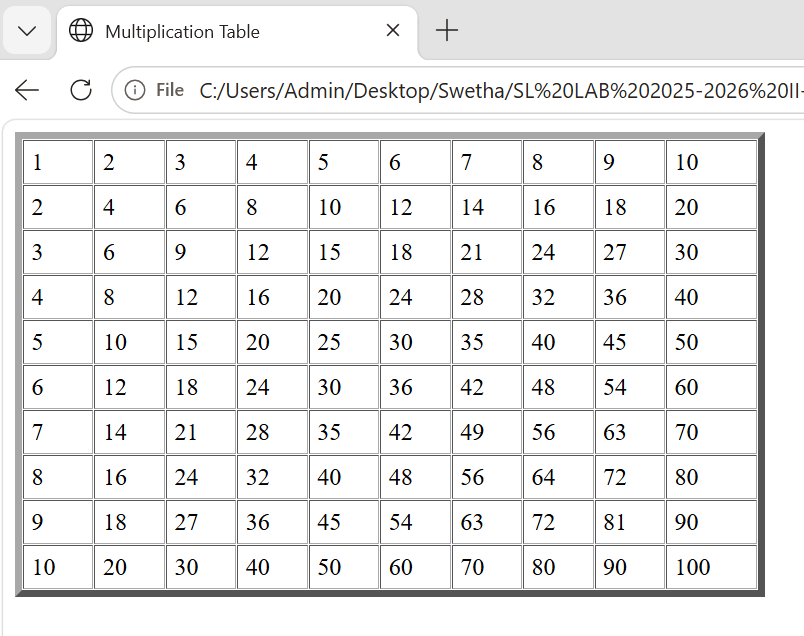 Multiplication Table
File C:/Users/Admin/Desktop/Swetha/SL%20LAB%202025-2026%20II-
1 2 3 4 5 6 7 8 9 10
2 4 6 8 10 12 14 16 18 20
3 6 9 12 15 18 21 24 27 30
4 8 12 16 20 24 28 32 36 40
5 10 15 20 25 30 35 40 45 50
6 12 18 24 30 36 42 48 54 60
7 14 21 28 35 42 49 56 63 70
8 16 24 32 40 48 56 64 72 80
9 18 27 36 45 54 63 72 81 90
10 20 30 40 50 60 70 80 90 100